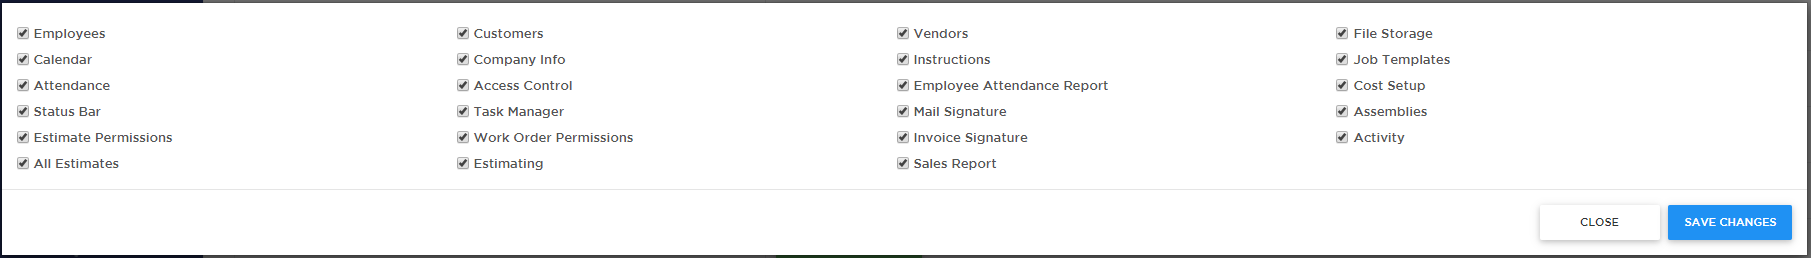 Employees Customers Vendors File Storage
Calendar Company Info Instructions Job Templates
Attendance Access Control Employee Attendance Report Cost Setup
Status Bar Task Manager Mail Signature Assemblies
Estimate Permissions Work Order Permissions Invoice Signature Activity
All Estimates Estimating Sales Report
CLOSE SAVE CHANGES